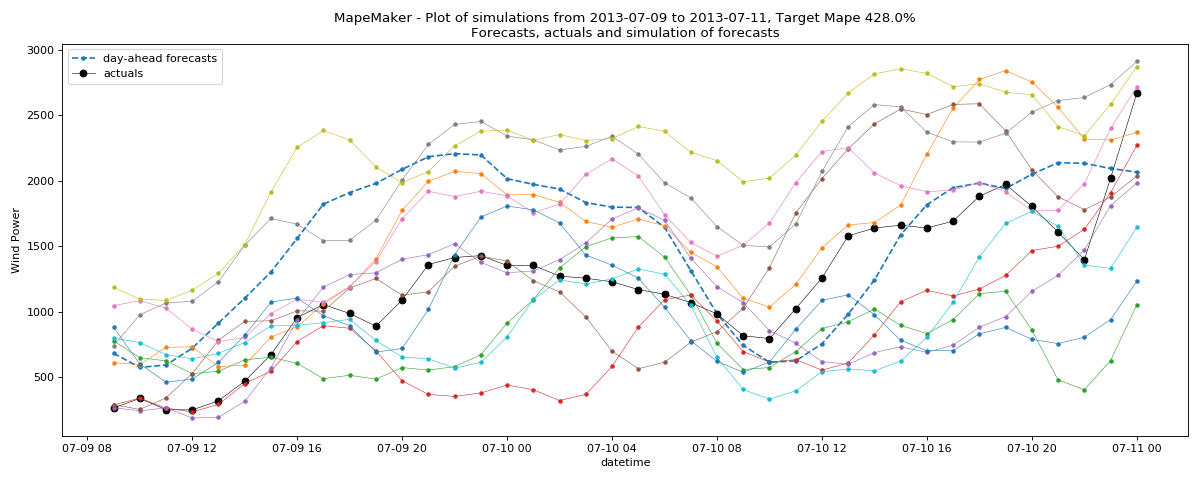 MapeMaker - Plot of simulations from 2013-07-09 to 2013-07-11, Target Mape 428.0%
Forecasts, actuals and simulation of forecasts
day-ahead forecasts
actuals
3000
2500
2000
1500
1000
500
Wind Power
07-09 08 07-09 12 07-09 16 07-09 20 07-10 00 07-10 04 07-10 08 07-10 12 07-10 16 07-10 20 07-11 00
datetime